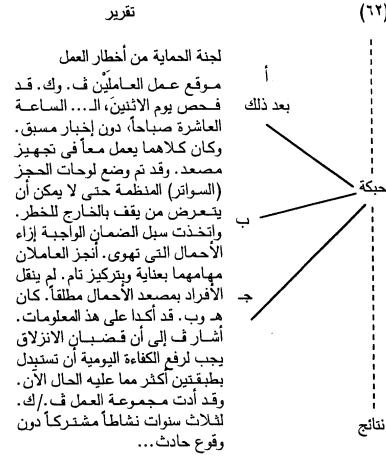 (٦٢)
تقرير
لجنة الحماية من أخطار العمل
موقع عمل العاملَيْن ڤ. وك. قد
فحص يوم الاثنين، الـ.... الساعة
العاشرة صباحاً، دون إخبار مسبق.
وكان كلاهما يعمل معاً فى تجهيز
مصعد. وقد تم وضع لوحات الحجز
(السواتر) المنظمة حتى لا يمكن أن
يتعرض من يقف بالخارج للخطر.
واتخذت سبل الضمان الواجبة إزاء
الأحمال التى تهوى. أنجز العاملان
مهامهما بعناية وبتركيز تام. لم ينقل
الأفراد بمصعد الأحمال مطلقاً. كان
هـ وب. قد أكدا على هذ المعلومات.
أشار ڤ إلى أن قضبان الانزلاق
يجب لرفع الكفاءة اليومية أن تستبدل
بطبقتين أكثر مما عليه الحال الآن.
وقد أدت مجموعة العمل ڤ./ك.
لثلاث سنوات نشاطاً مشتركاً دون
وقوع حادث...
أ
بعد ذلك
ب
جـ
حبكة
نتائج